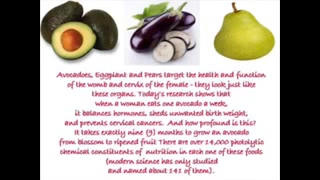 Avocadoes, Eggplant and Pears target the health and function
of the womb and cervix of the female - they look just like
these organs. Today's research shows that
when a woman eats one avocado a week,
it balances hormones, sheds unwanted birth weight,
and prevents cervical cancers. And how profound is this?
It takes exactly nine (9) months to grow an avocado
from blossom to ripened fruit There are over 14,000 photolytic
chemical constituents of nutrition in each one of these foods
(modern science has only studied
and named about 141 of them).